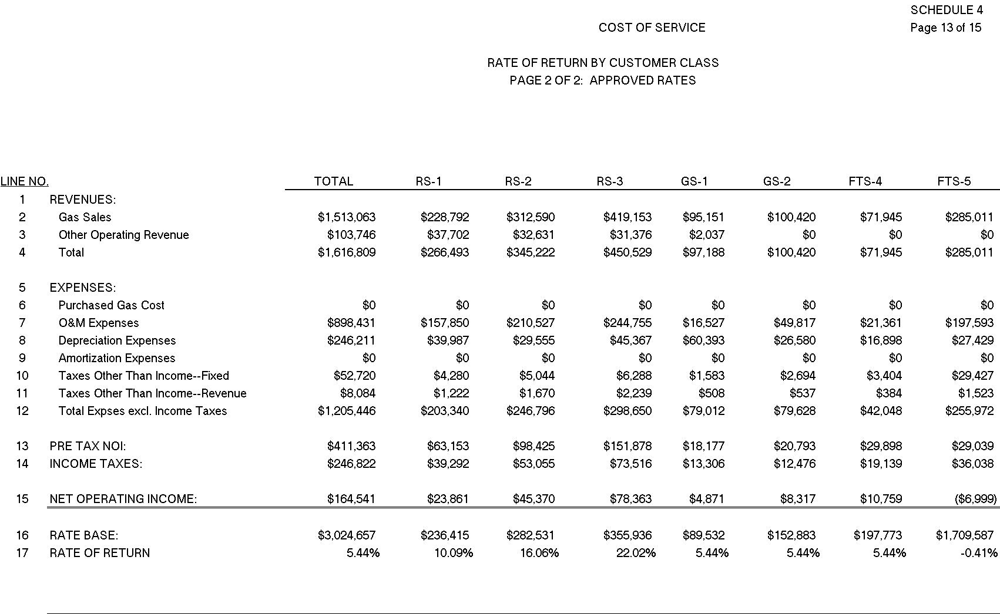 SCHEDULE 4
COST OF SERVICE Page 13 of 15
RATE OF RETURN BY CUSTOMER CLASS
PAGE 2 OF 2: APPROVED RATES
LINE NO. TOTAL RS-1 RS-2 RS-3 GS-1 GS-2 FTS-4 FTS-5
1 REVENUES:
2 Gas Sales $1,513,063 $228,792 $312,590 $419,153 $95,151 $100,420 $71,945 $285,011
3 Other Operating Revenue $103,746 $37,702 $32,631 $31,376 $2,037 $0 $0 $0
4 Total $1,616,809 $266,493 $345,222 $450,529 $97,188 $100,420 $71,945 $285,011
5 EXPENSES:
6 Purchased Gas Cost $0 $0 $0 $0 $0 $0 $0 $0
7 O&M Expenses $898,431 $157,850 $210,527 $244,755 $16,527 $49,817 $21,361 $197,593
8 Depreciation Expenses $246,211 $39,987 $29,555 $45,367 $60,393 $26,580 $16,898 $27,429
9 Amortization Expenses $0 $0 $0 $0 $0 $0 $0 $0
10 Taxes Other Than Income--Fixed $52,720 $4,280 $5,044 $6,288 $1,583 $2,694 $3,404 $29,427
11 Taxes Other Than Income--Revenue $8,084 $1,222 $1,670 $2,239 $508 $537 $384 $1,523
12 Total Expses excl. Income Taxes $1,205,446 $203,340 $246,796 $298,650 $79,012 $79,628 $42,048 $255,972
13 PRE TAX NOI: $411,363 $63,153 $98,425 $151,878 $18,177 $20,793 $29,898 $29,039
14 INCOME TAXES: $246,822 $39,292 $53,055 $73,516 $13,306 $12,476 $19,139 $36,038
15 NET OPERATING INCOME: $164,541 $23,861 $45,370 $78,363 $4,871 $8,317 $10,759 ($6,999)
16 RATE BASE: $3,024,657 $236,415 $282,531 $355,936 $89,532 $152,883 $197,773 $1,709,587
17 RATE OF RETURN 5.44% 10.09% 16.06% 22.02% 5.44% 5.44% 5.44% -0.41%